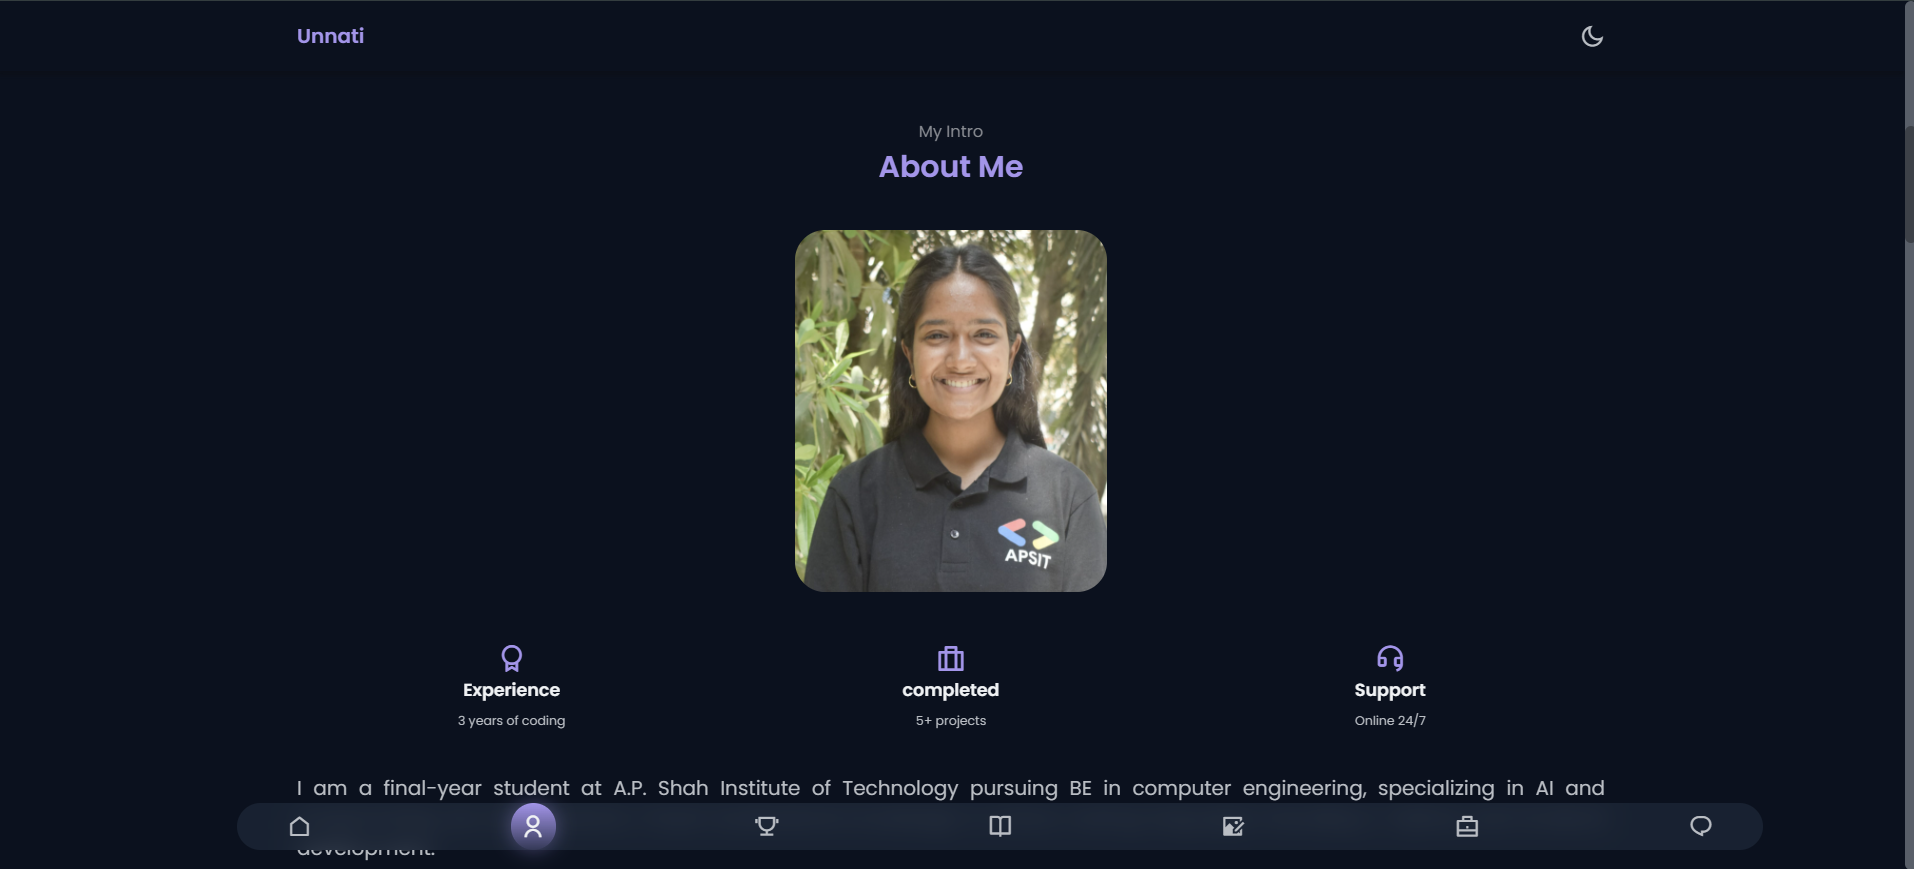 Unnati
My Intro
About Me
APSIT
Experience
completed
Support
3 years of coding
5+ projects
Online 24/7
I am a final-year student at A.P. Shah Institute of Technology pursuing BE in computer engineering, specializing in AI and
development.